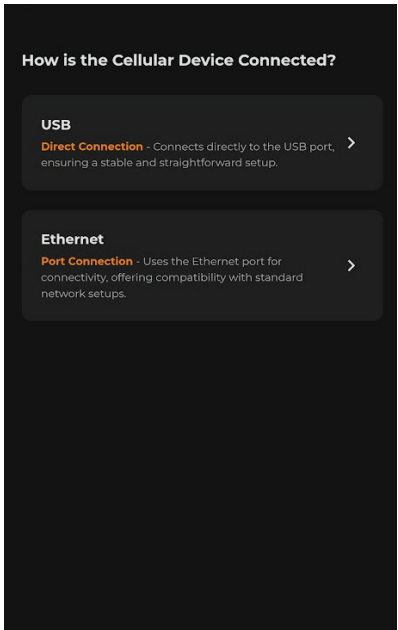 How is the Cellular Device Connected?
USB
Direct Connection - Connects directly to the USB port,
ensuring a stable and straightforward setup.
Ethernet
Port Connection - Uses the Ethernet port for
connectivity, offering compatibility with standard
network setups.